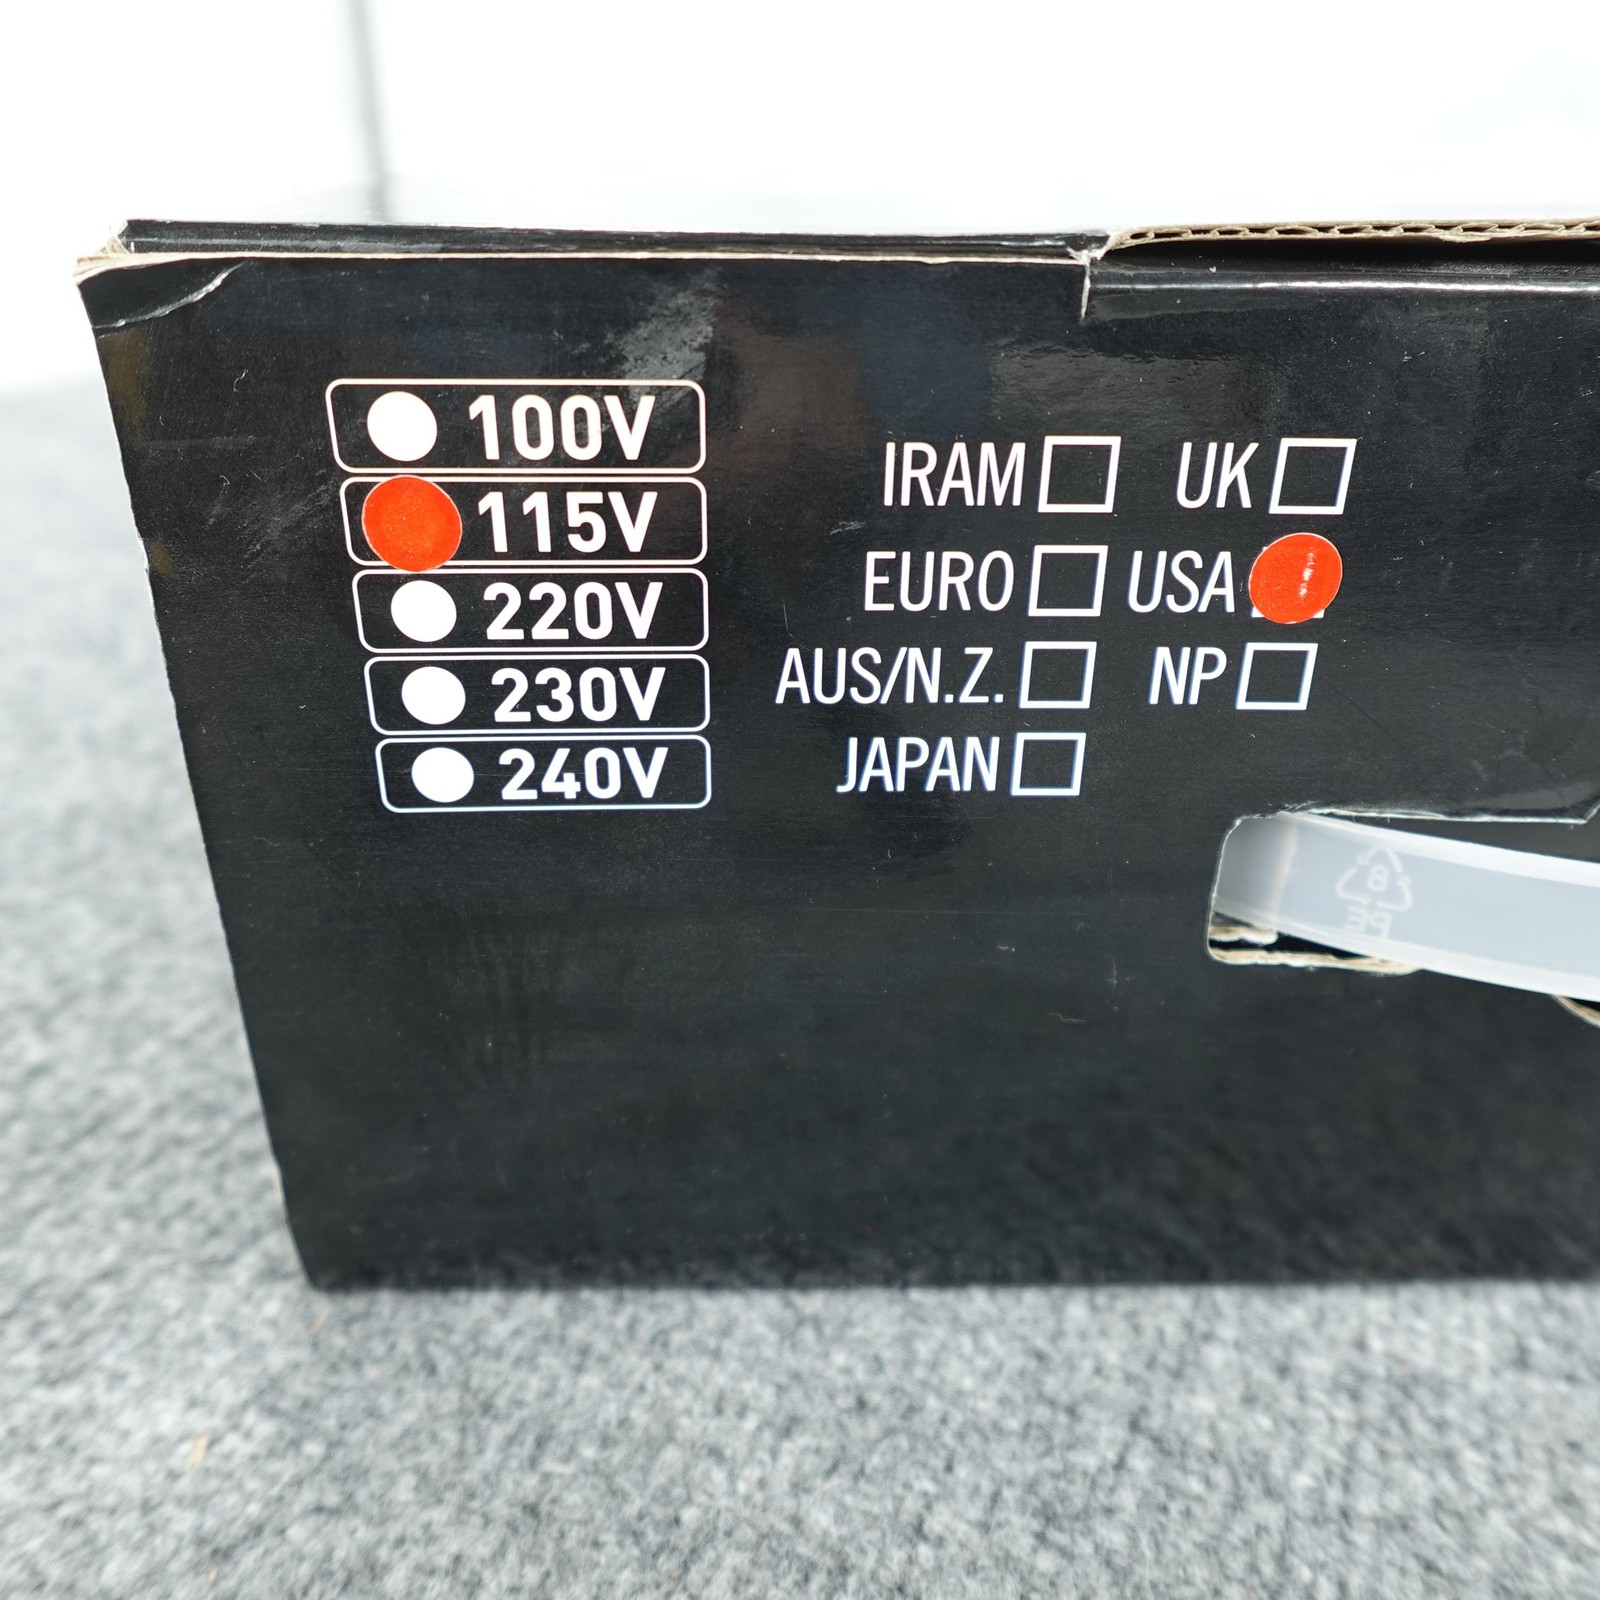 100V
115V
220V
230V
240V
IRAM UK
EURO USA
AUS/N.Z. NP
JAPAN